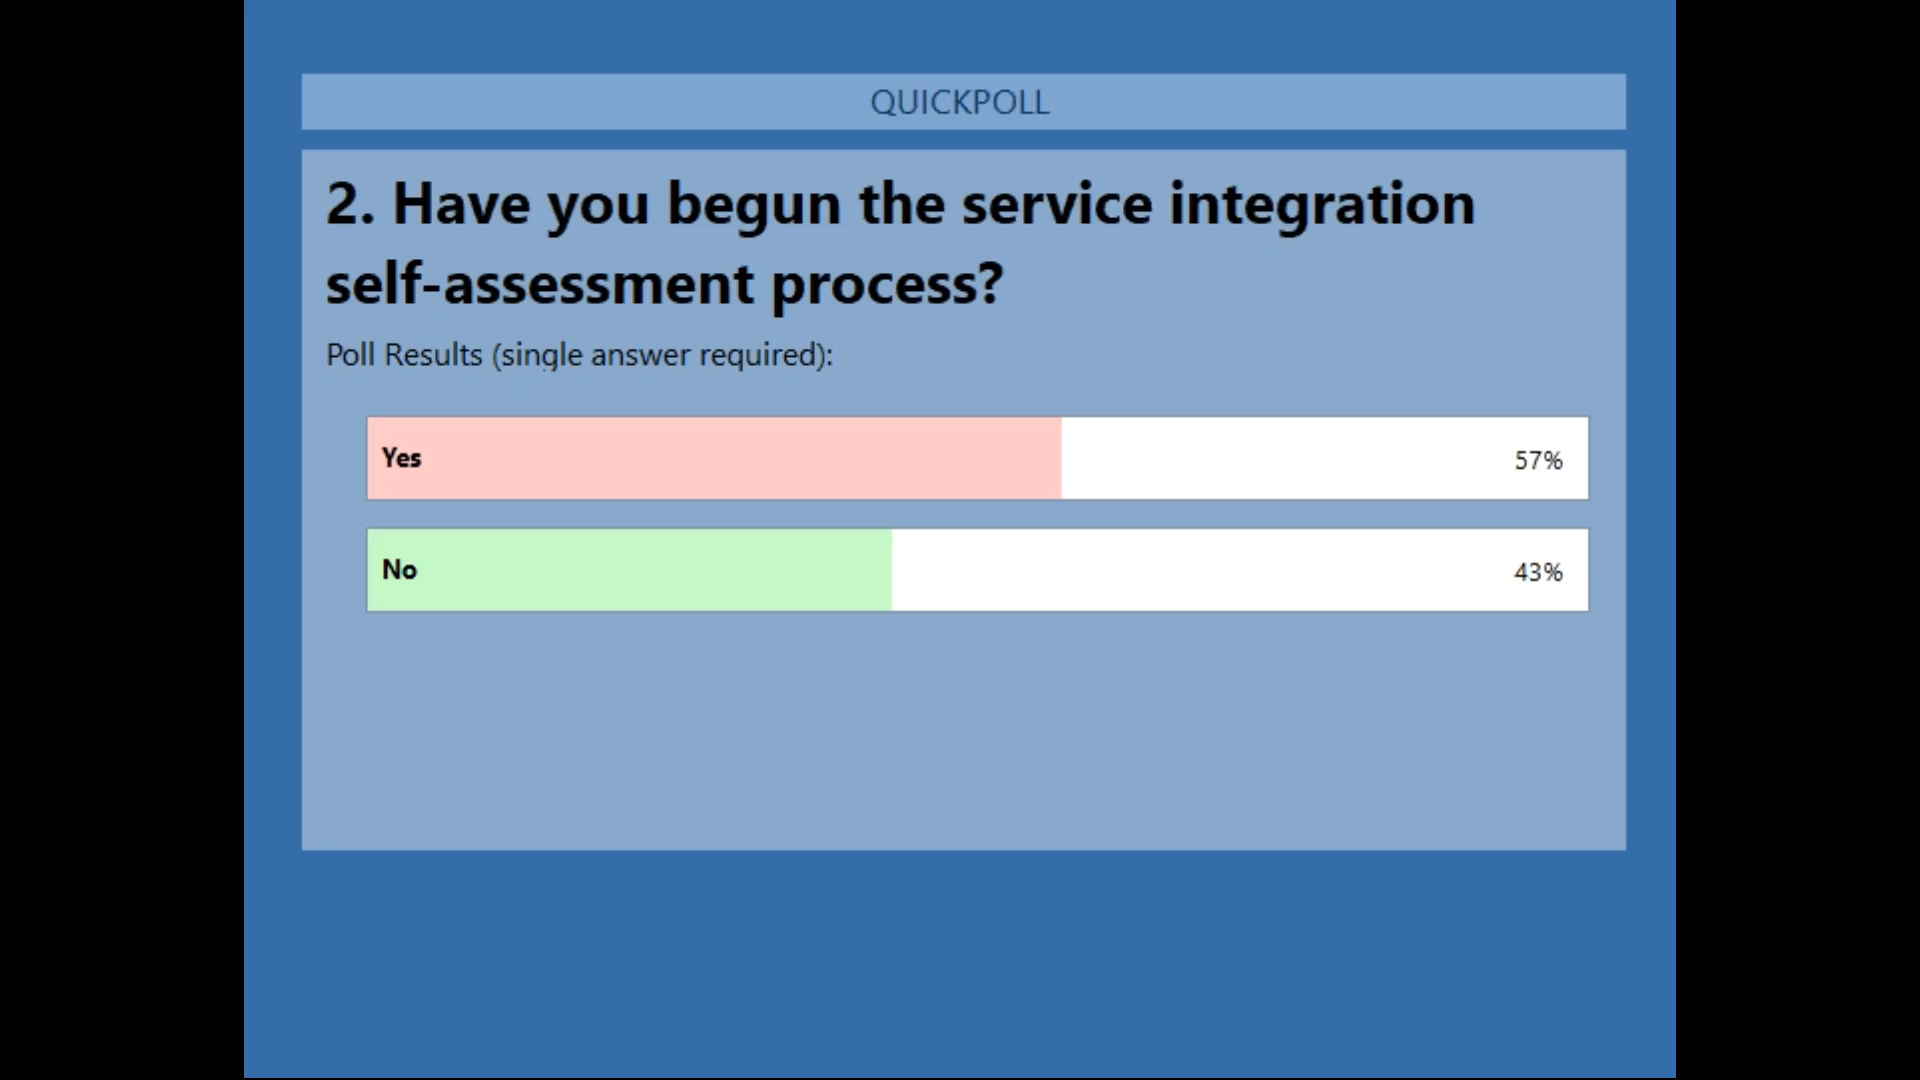 QUICKPOLL
2. Have you begun the service integration
self-assessment process?
Poll Results (single answer required):
Yes 57%
No 43%